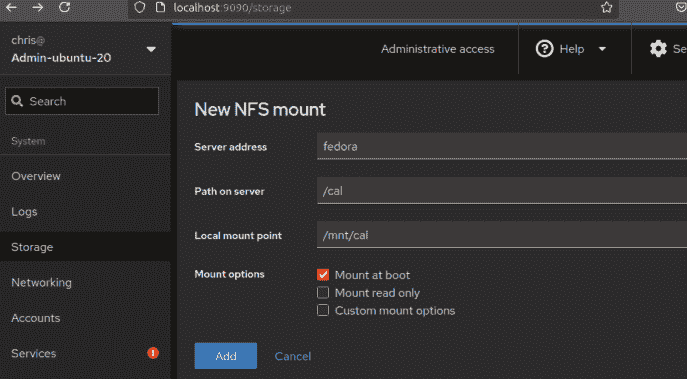 localhost:9090/storage
chris@
Admin-ubuntu-20
Administrative access
Help
Se
Search
System
Overview
Logs
Storage
Networking
Accounts
Services
New NFS mount
Server address
fedora
Path on server
/cal
Local mount point
/mnt/cal
Mount options
Mount at boot
Mount read only
Custom mount options
Add
Cancel